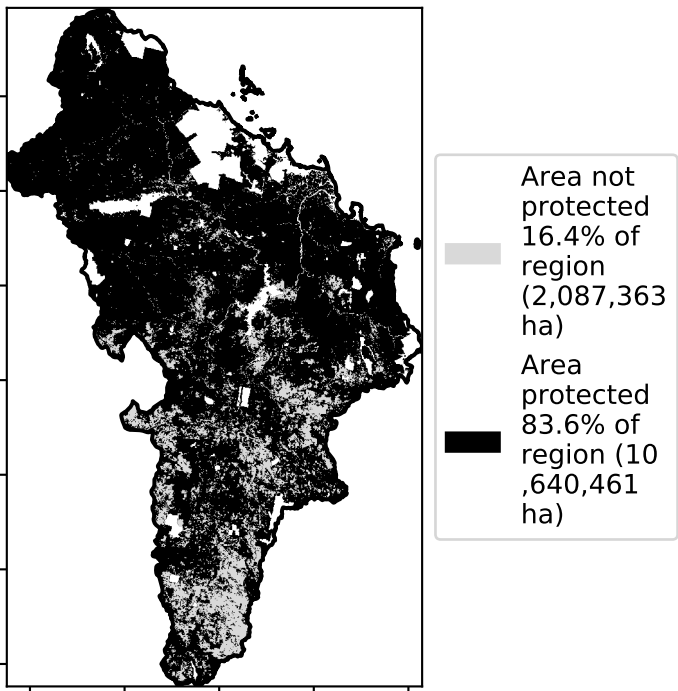 Area not
protected
16.4% of
region
(2,087,363
ha)
Area
protected
83.6% of
region (10
,640,461
ha)